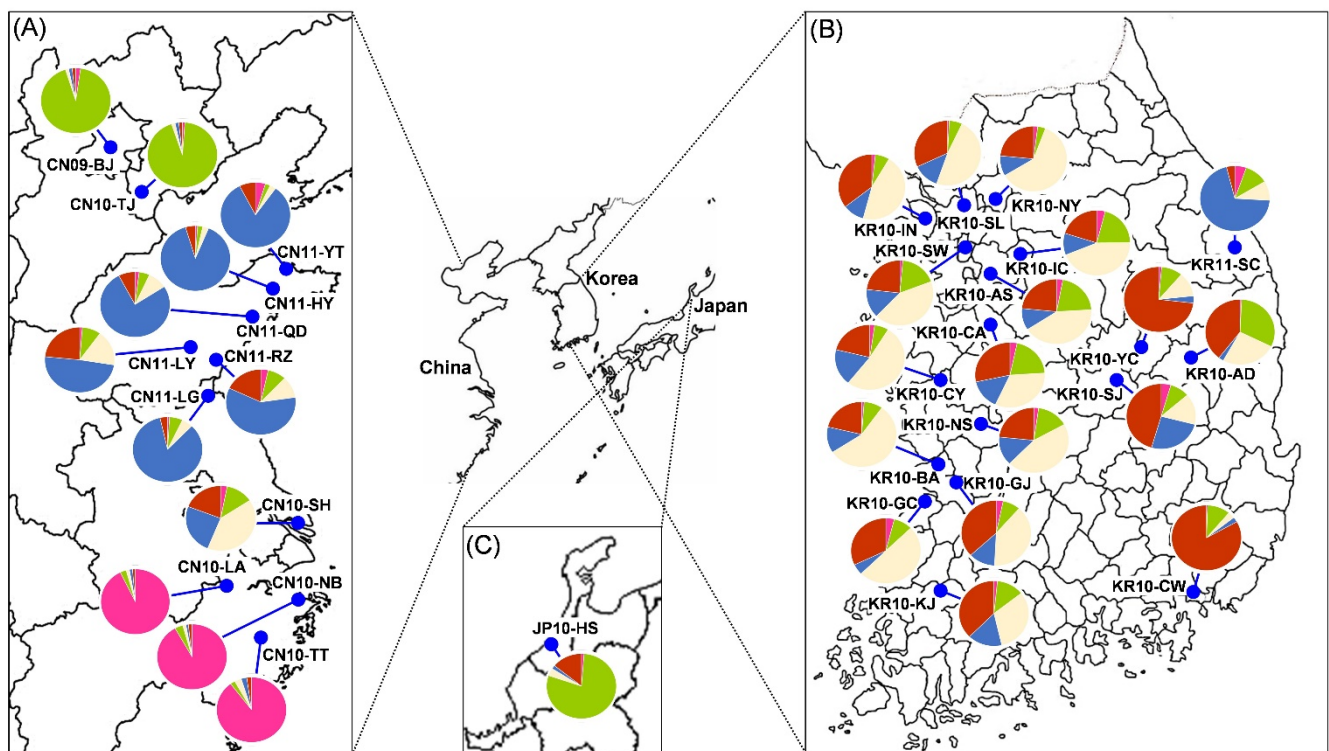 (A)
CN09-BJ
CN10-TJ
CN11-YT
CN11-HY
CN11-QD
CN11-LY
CN11-RZ
CN11-LG
CN10-SH
CN10-LA
CN10-NB
CN10-TT
Korea
Japan
China
(C)
JP10-HS
(B)
KR10-NY
KR10-SL
KR10-IN
KR10-SW
KR10-IC
KR11-SC
KR10-AS
KR10-CA
KR10-YC
KR10-AD
KR10-CY
KR10-SJ
KR10-NS
KR10-BA
KR10-GJ
KR10-GC
KR10-CW
KR10-KJ